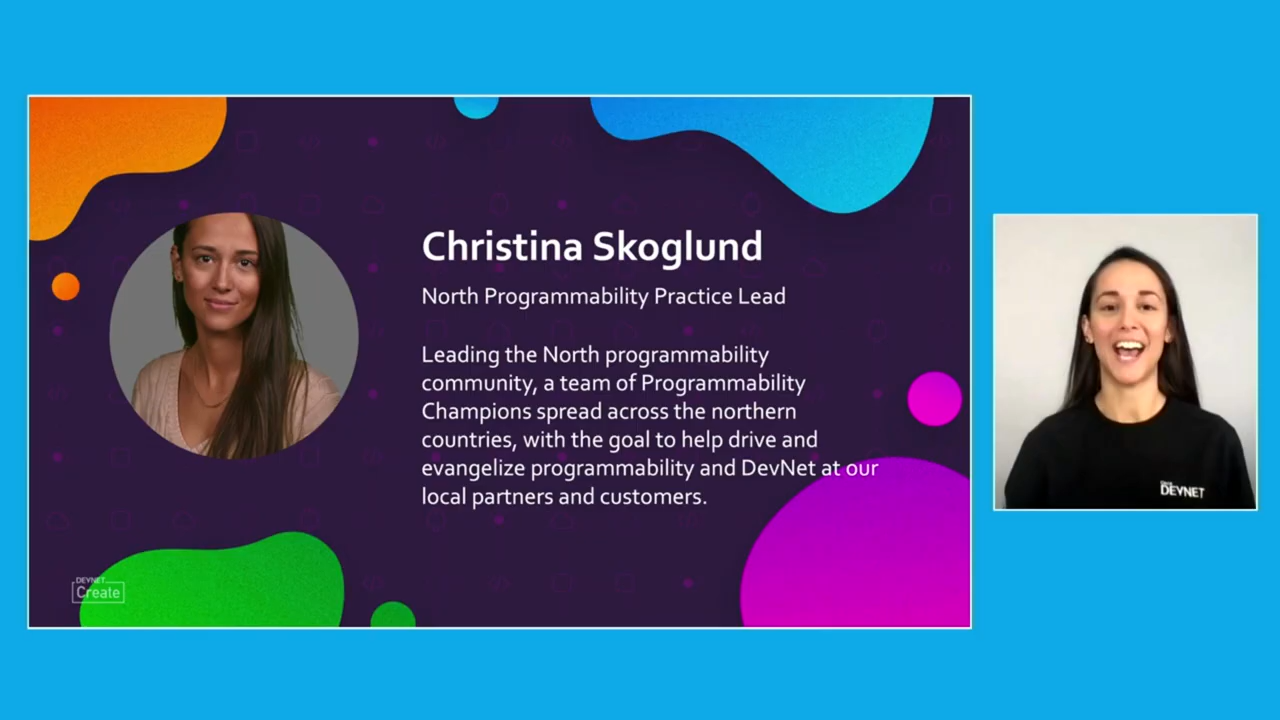 Christina Skoglund
North Programmability Practice Lead
Leading the North programmability
community, a team of Programmability
Champions spread across the northern
countries, with the goal to help drive and
evangelize programmability and DevNet at our
local partners and customers.
DEVNET
Create
DEVNET